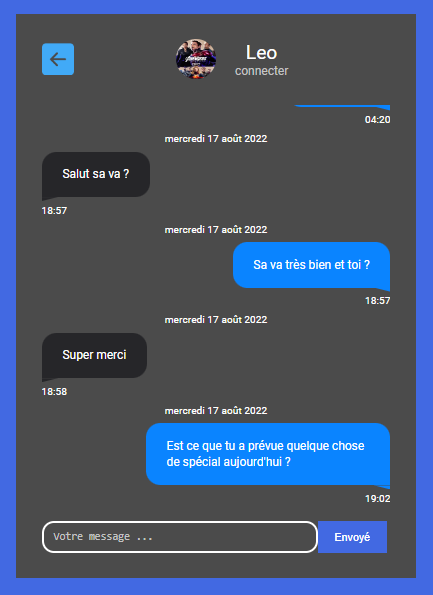 Leo
connecter
04:20
mercredi 17 août 2022
Salut sa va ?
18:57
mercredi 17 août 2022
Sa va très bien et toi ?
18:57
mercredi 17 août 2022
Super merci
18:58
mercredi 17 août 2022
Est ce que tu a prévue quelque chose
de spécial aujourd'hui ?
19:02
Votre message ...
Envoyé